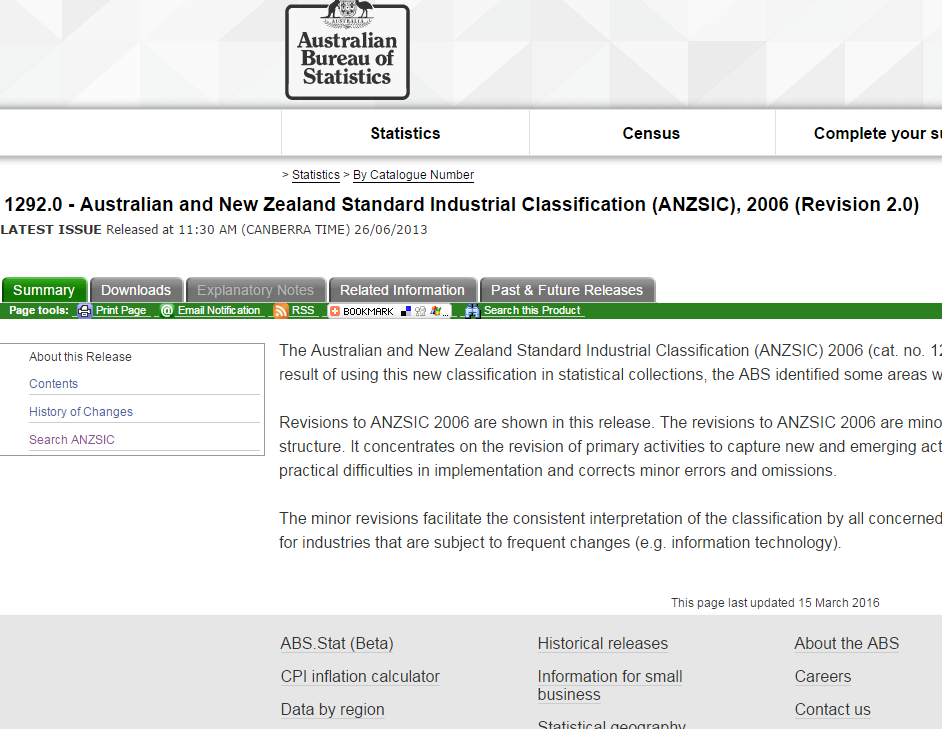 AUSTRALIA
Australian
Bureau of
Statistics
Statistics
Census
Complete your
> Statistics > By Catalogue Number
1292.0 - Australian and New Zealand Standard Industrial Classification (ANZSIC), 2006 (Revision 2.0)
LATEST ISSUE Released at 11:30 AM (CANBERRA TIME) 26/06/2013
Summary Downloads Explanatory Notes Related Information Past & Future Releases
Page tools: Print Page Email Notification RSS BOOKMARK ... Search this Product
About this Release
Contents
History of Changes
Search ANZSIC
The Australian and New Zealand Standard Industrial Classification (ANZSIC) 2006 (cat. no. 12
result of using this new classification in statistical collections, the ABS identified some areas w
Revisions to ANZSIC 2006 are shown in this release. The revisions to ANZSIC 2006 are mino
structure. It concentrates on the revision of primary activities to capture new and emerging act
practical difficulties in implementation and corrects minor errors and omissions.
The minor revisions facilitate the consistent interpretation of the classification by all concerned
for industries that are subject to frequent changes (e.g. information technology).
This page last updated 15 March 2016
ABS.Stat (Beta)
CPI inflation calculator
Data by region
Historical releases
Information for small
business
Statistical geography
About the ABS
Careers
Contact us